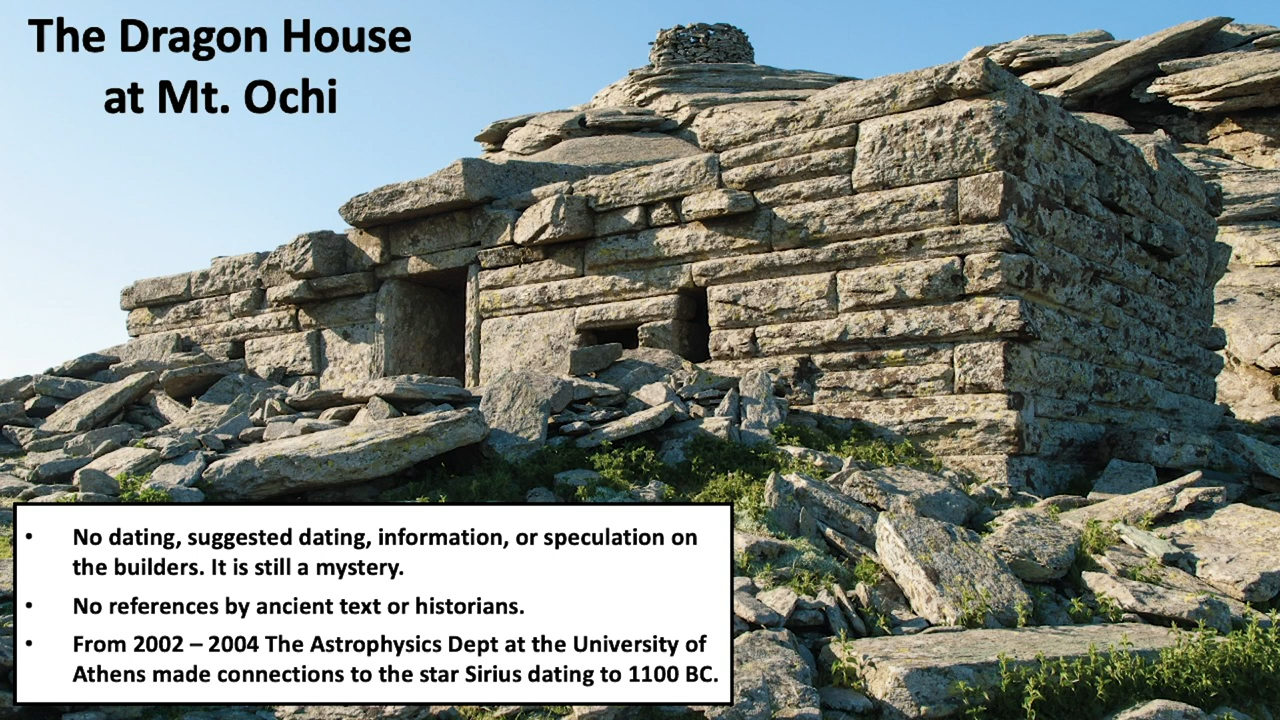 The Dragon House
at Mt. Ochi
• No dating, suggested dating, information, or speculation on
the builders. It is still a mystery.
• No references by ancient text or historians.
• From 2002 – 2004 The Astrophysics Dept at the University of
Athens made connections to the star Sirius dating to 1100 BC.